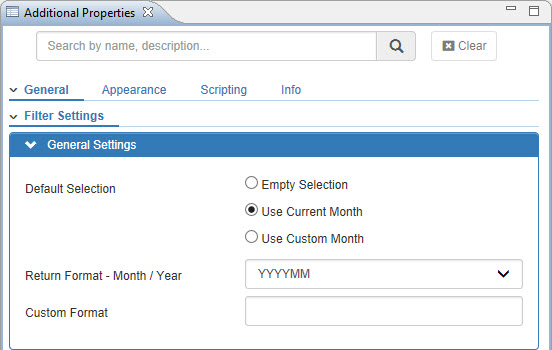 Additional Properties
Search by name, description...
Clear
General Appearance Scripting Info
Filter Settings
General Settings
Default Selection
Empty Selection
Use Current Month
Use Custom Month
Return Format - Month / Year YYYYMM
Custom Format